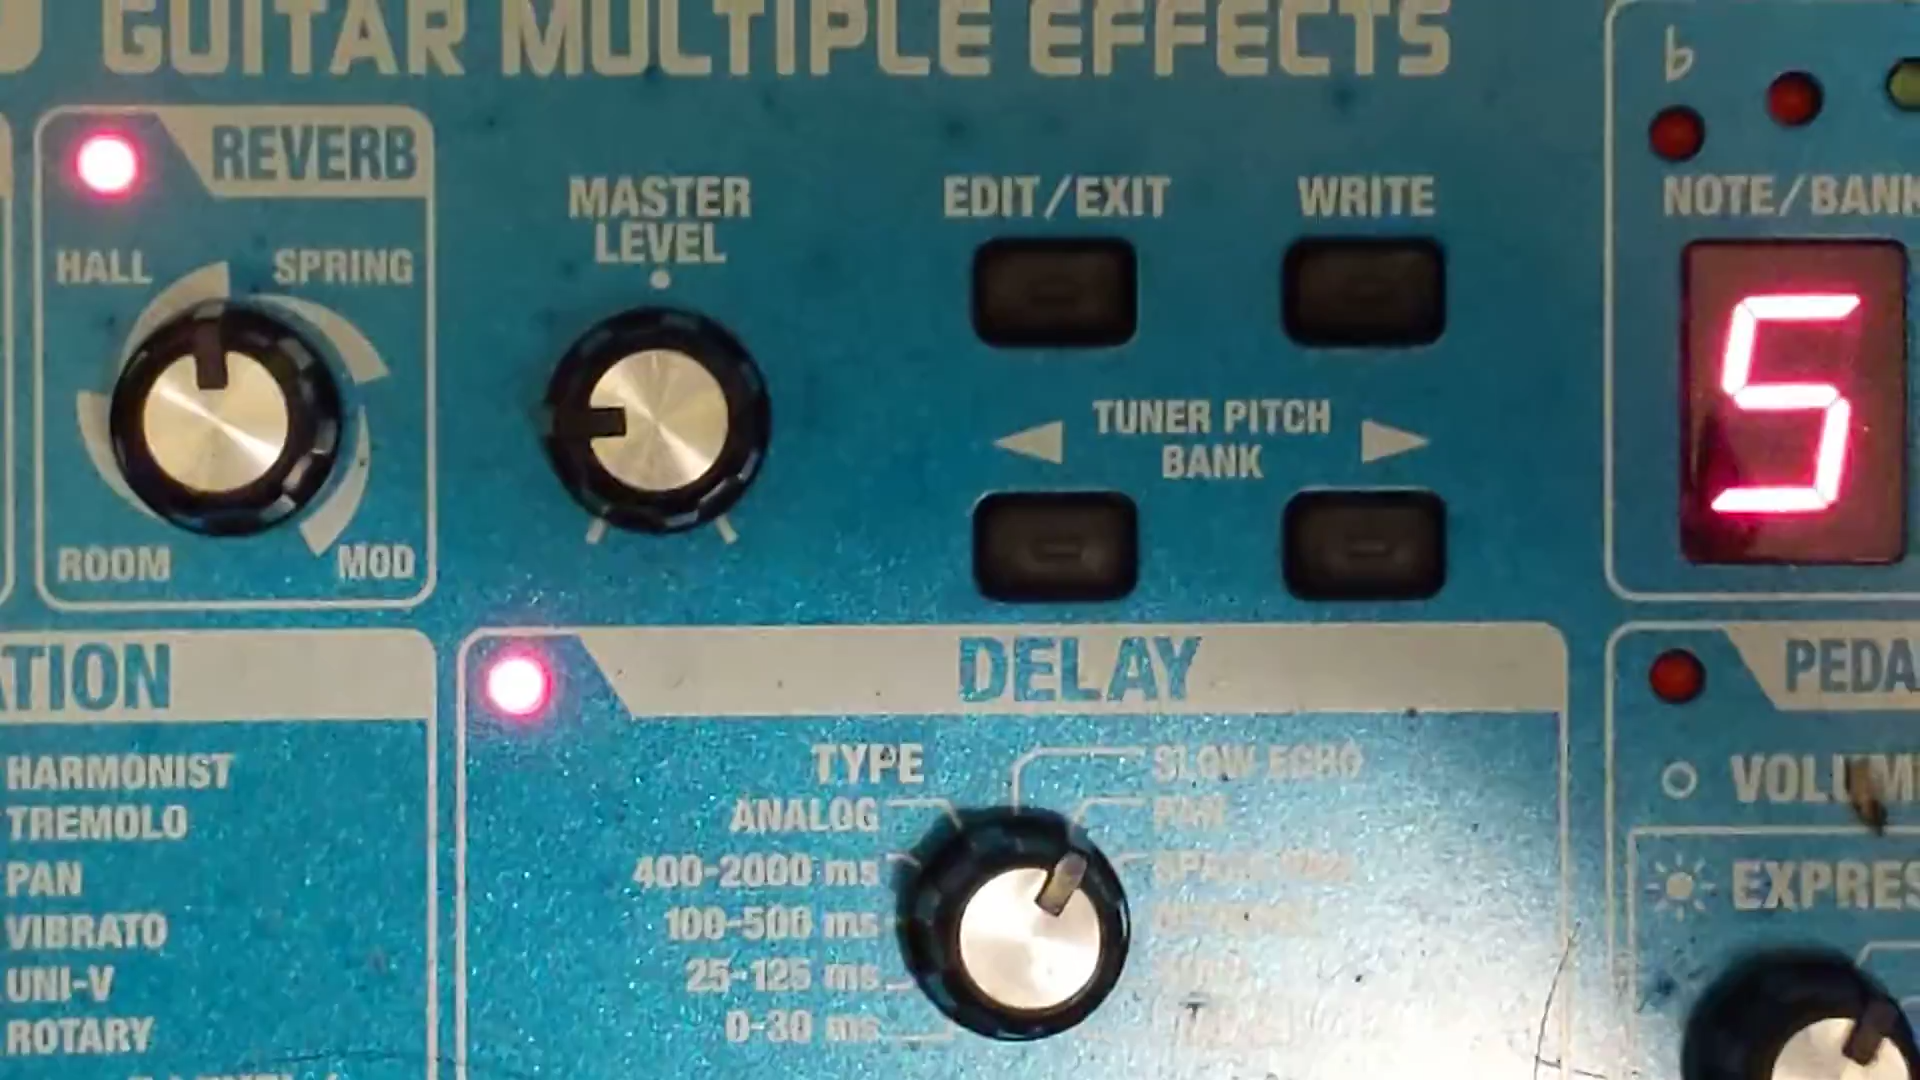 GUITAR MULTIPLE EFFECTS
♭
REVERB
HALL
SPRING
ROOM
MOD
MASTER
LEVEL
EDIT/EXIT
WRITE
TUNER PITCH
BANK
NOTE/BANK
5
TION
HARMONIST
TREMOLO
PAN
VIBRATO
UNI-V
ROTARY
DELAY
TYPE
ANALOG
400-2000 ms
100-500 ms
25-125 ms
0-30 ms
SLOW ECHO
PAN
PEDA
VOLUM
EXPRES